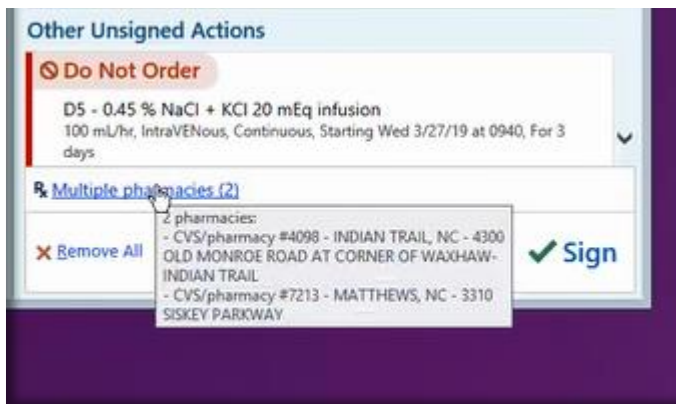 Other Unsigned Actions
Do Not Order
D5 - 0.45 % NaCl + KCl 20 mEq infusion
100 mL/hr, IntraVENous, Continuous, Starting Wed 3/27/19 at 0940, For 3
days
Rx Multiple pharmacies (2)
2 pharmacies:
- CVS/pharmacy #4098 - INDIAN TRAIL, NC - 4300
OLD MONROE ROAD AT CORNER OF WAXHAW-
INDIAN TRAIL
- CVS/pharmacy #7213 - MATTHEWS, NC - 3310
SISKEY PARKWAY
Remove All
Sign